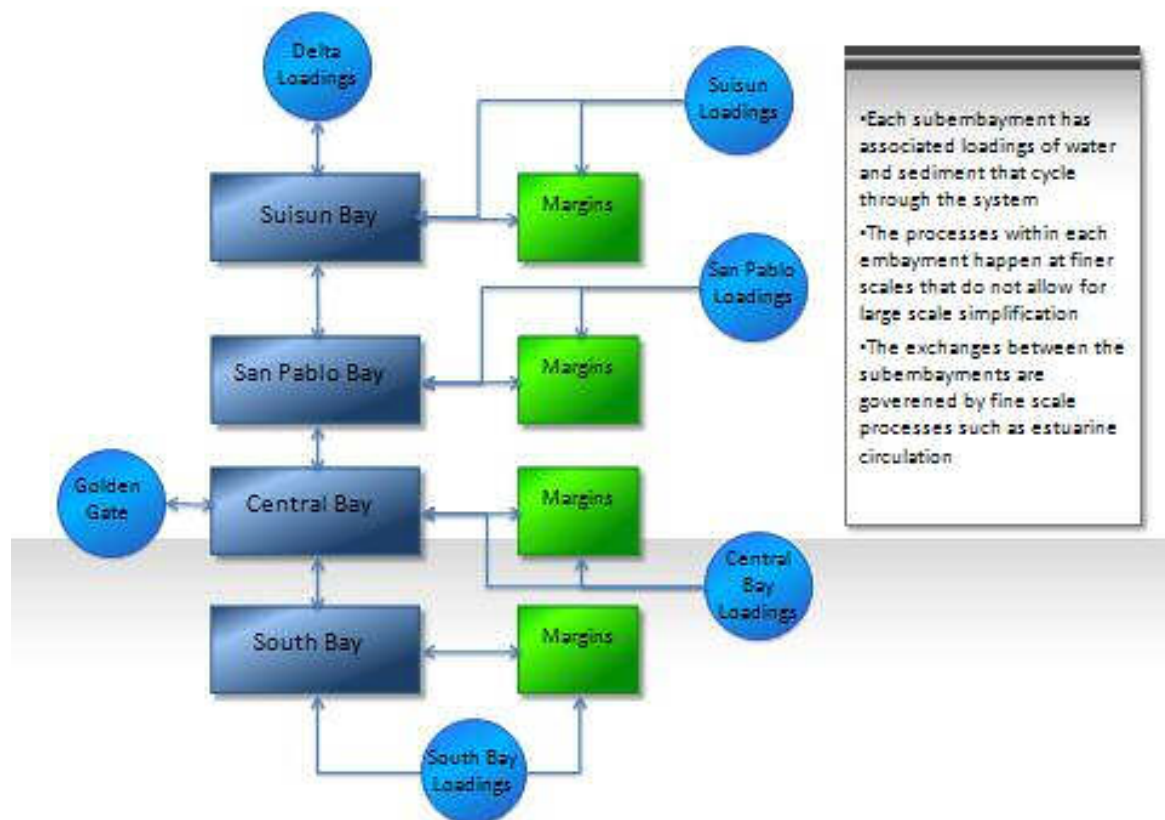 Delta
Loadings
Suisun
Loadings
Suisun Bay
Margins
San Pablo
Loadings
San Pablo Bay
Margins
Golden
Gate
Central Bay
Margins
Central
Bay
Loadings
South Bay
Margins
South Bay
Loadings
•Each subembayment has
associated loadings of water
and sediment that cycle
through the system
•The processes within each
embayment happen at finer
scales that do not allow for
large scale simplification
•The exchanges between the
subembayments are
goverened by fine scale
processes such as estuarine
circulation